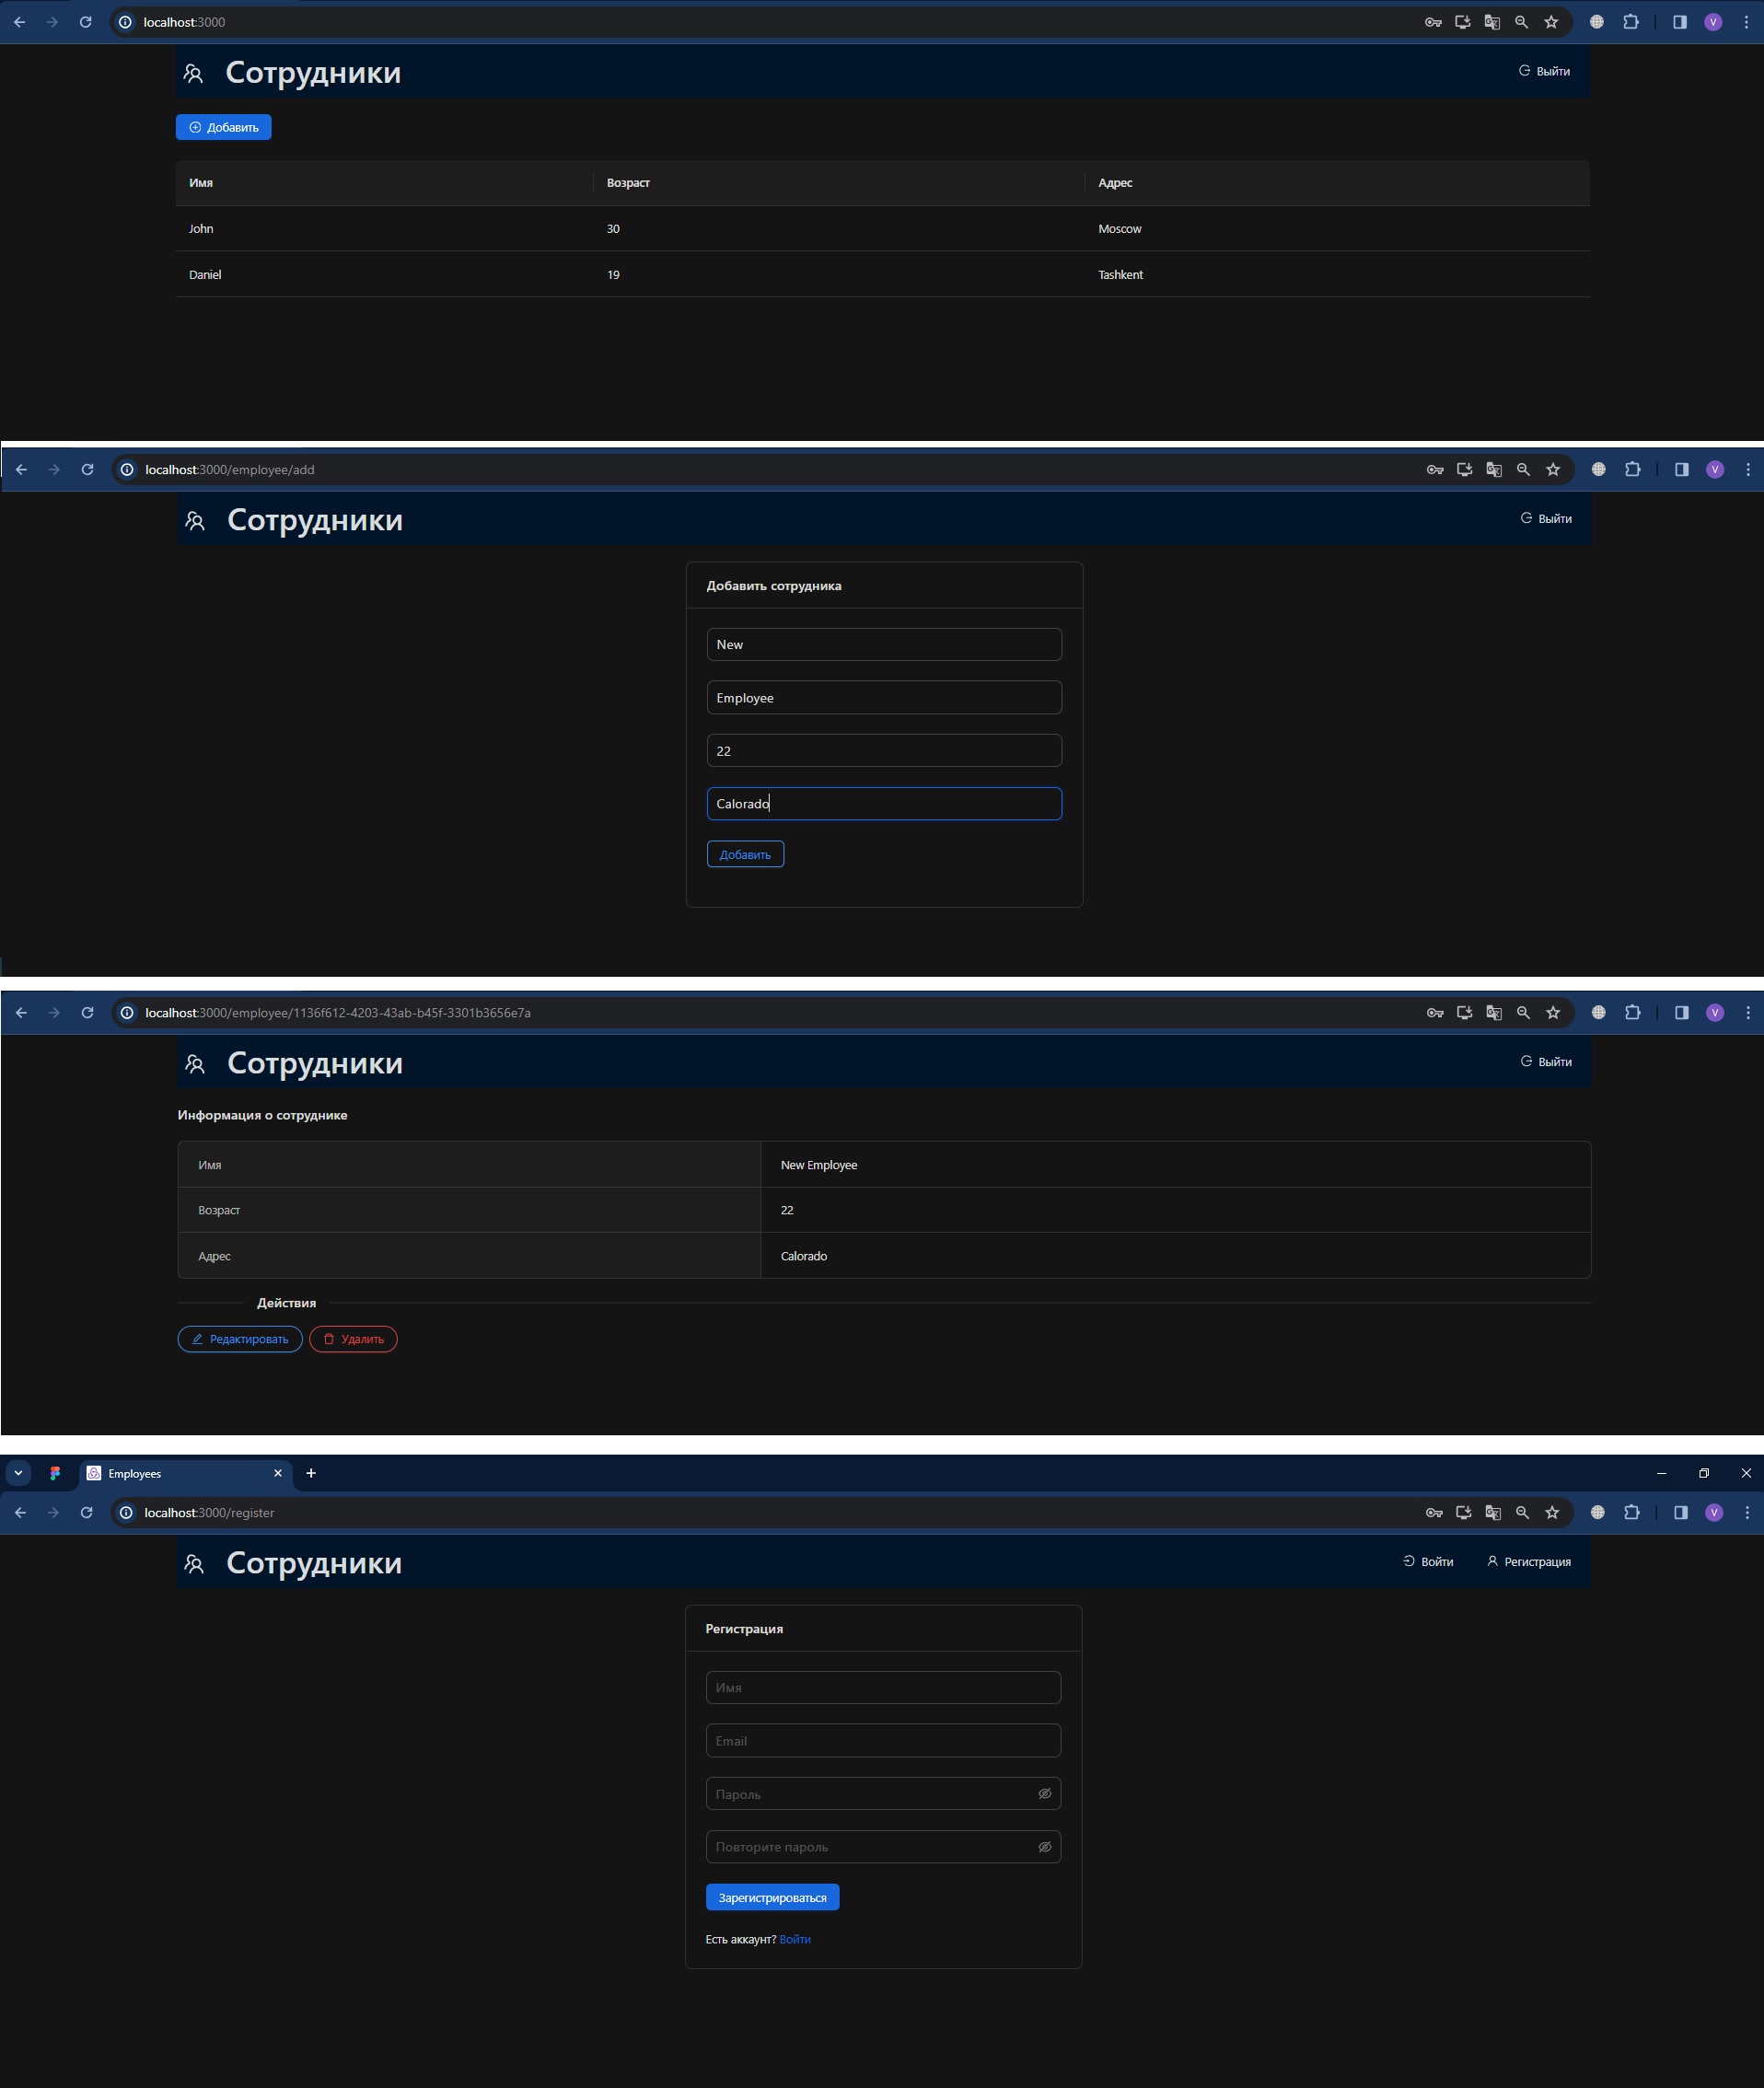 localhost:3000
Сотрудники
Выйти
Добавить
Имя Возраст Адрес
John 30 Moscow
Daniel 19 Tashkent
localhost:3000/employee/add
Сотрудники
Выйти
Добавить сотрудника
New
Employee
22
Calorado
Добавить
localhost:3000/employee/1136f612-4203-43ab-b45f-3301b3656e7a
Сотрудники
Выйти
Информация о сотруднике
Имя New Employee
Возраст 22
Адрес Calorado
Действия
Редактировать Удалить
Employees
localhost:3000/register
Сотрудники
Войти Регистрация
Регистрация
Имя
Email
Пароль
Повторите пароль
Зарегистрироваться
Есть аккаунт? Войти